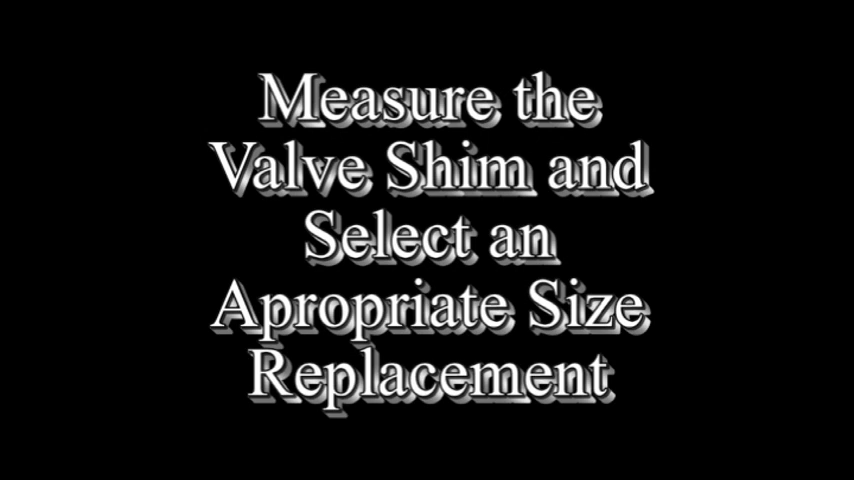 Measure the
Valve Shim and
Select an
Apropriate Size
Replacement